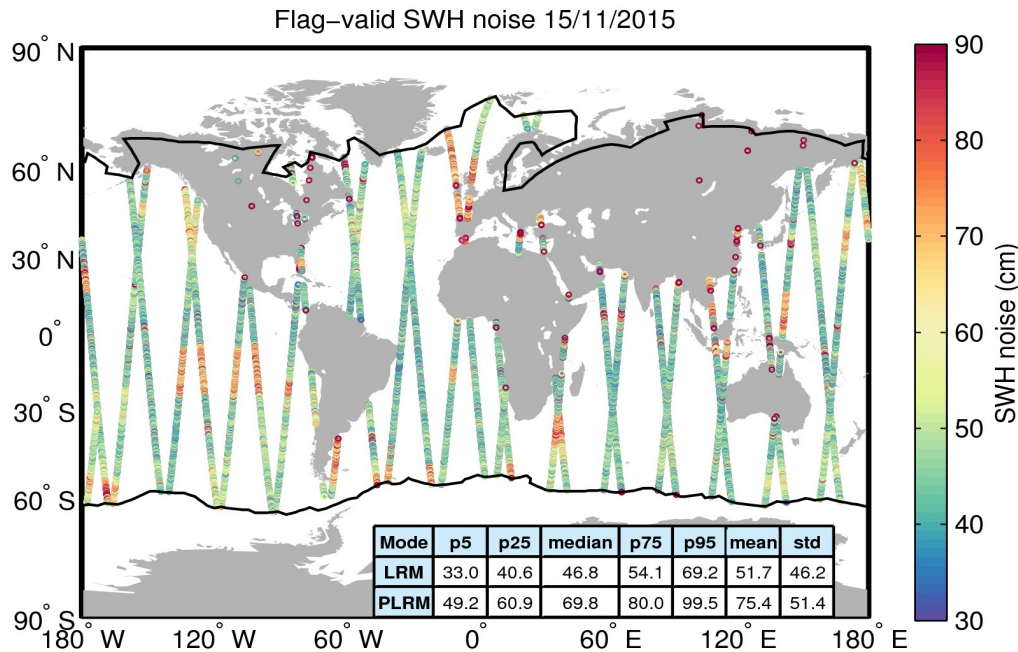 Flag−valid SWH noise 15/11/2015
90° N
60° N
30° N
0°
30° S
60° S
90° S
180° W
120° W
60° W
0°
60° E
120° E
180° E
90
80
70
60
50
40
30
SWH noise (cm)
Mode p5 p25 median p75 p95 mean std
LRM 33.0 40.6 46.8 54.1 69.2 51.7 46.2
PLRM 49.2 60.9 69.8 80.0 99.5 75.4 51.4